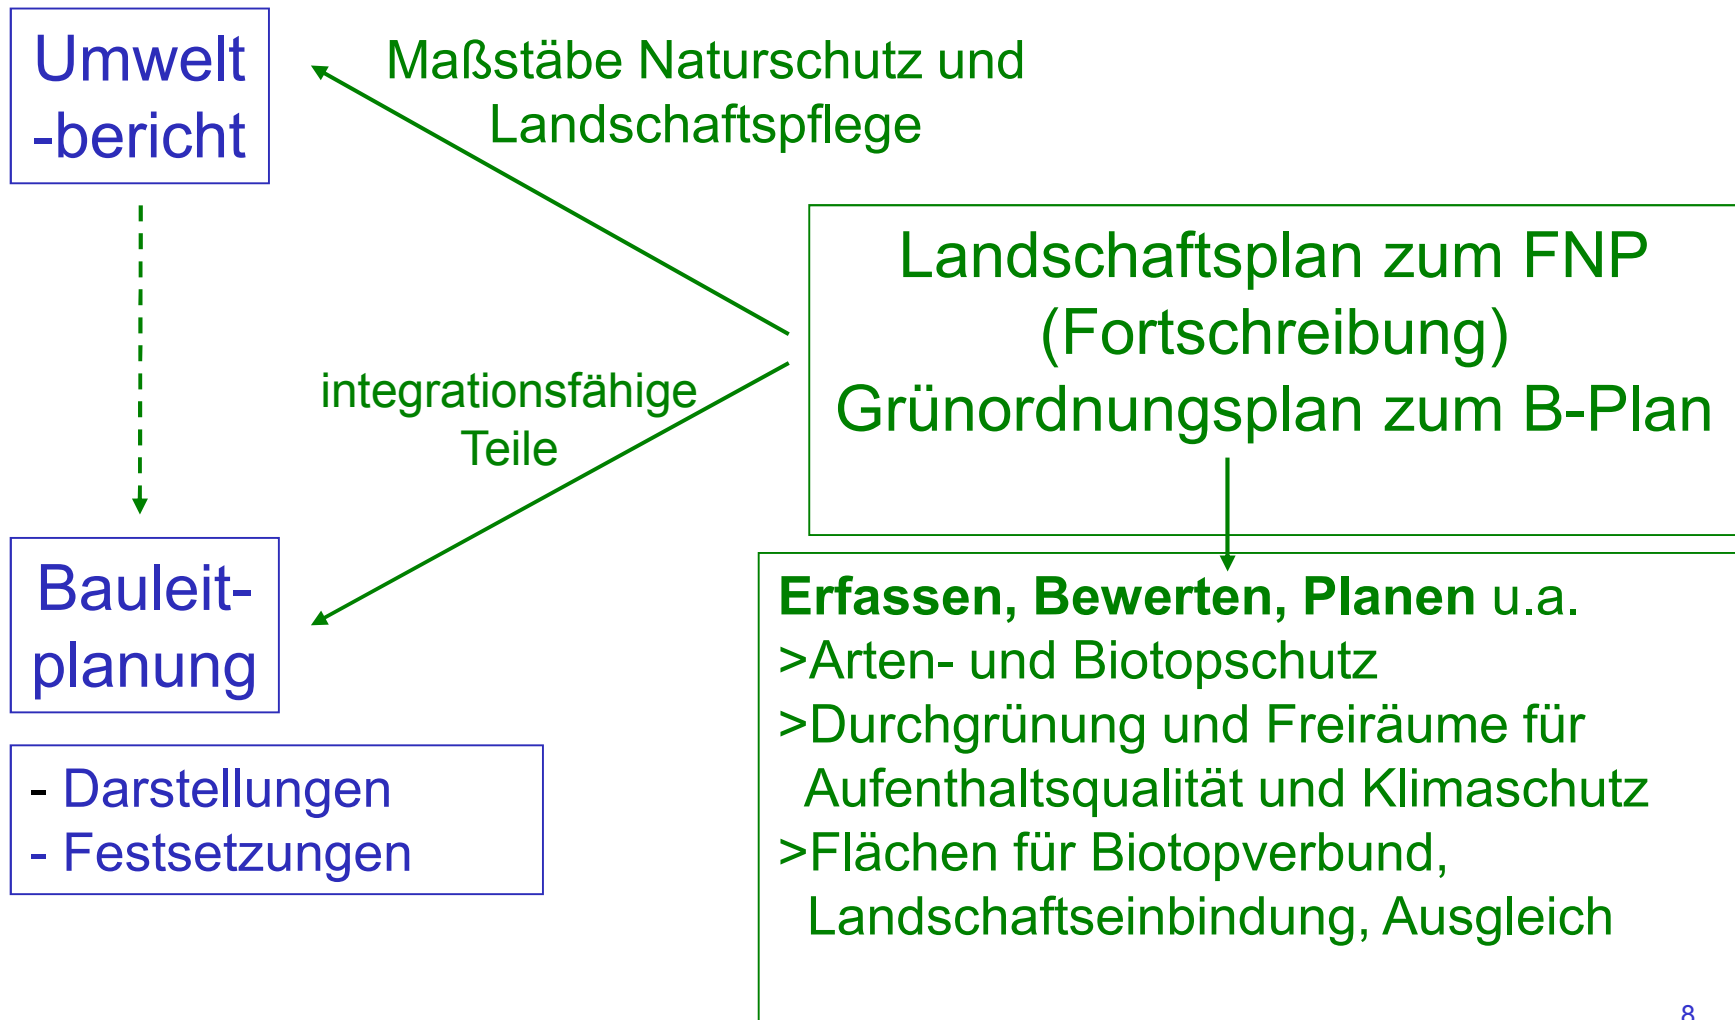 Umwelt
-bericht
Maßstäbe Naturschutz und
Landschaftspflege
Landschaftsplan zum FNP
(Fortschreibung)
Grünordnungsplan zum B-Plan
integrationsfähige
Teile
Bauleit-
planung
- Darstellungen
- Festsetzungen
Erfassen, Bewerten, Planen u.a.
>Arten- und Biotopschutz
>Durchgrünung und Freiräume für
Aufenthaltsqualität und Klimaschutz
>Flächen für Biotopverbund,
Landschaftseinbindung, Ausgleich
8